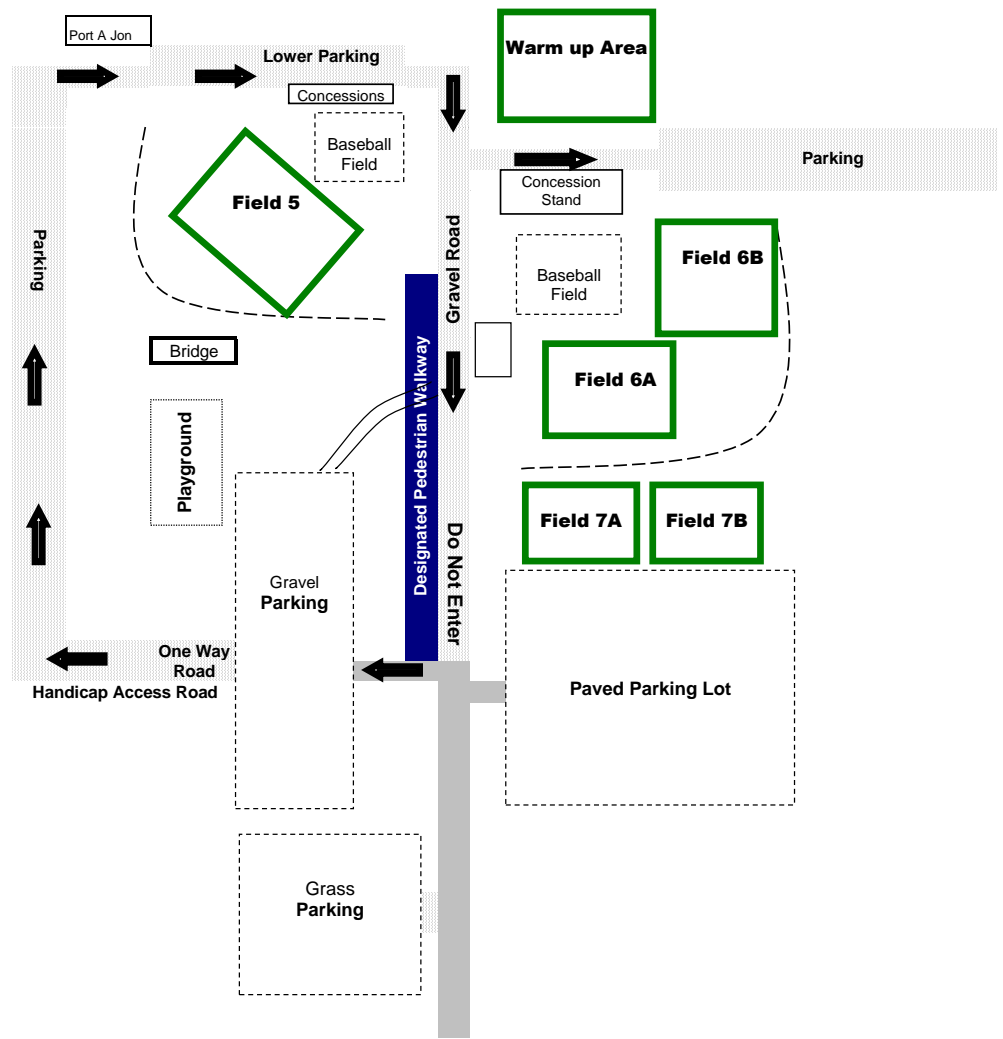 Port A Jon
Lower Parking
Concessions
Baseball
Field
Warm up Area
Parking
Concession
Stand
Field 5
Parking
Gravel Road
Baseball
Field
Field 6B
Bridge
Field 6A
Playground
Designated Pedestrian Walkway
Do Not Enter
Field 7A
Field 7B
Gravel
Parking
One Way
Road
Handicap Access Road
Paved Parking Lot
Grass
Parking